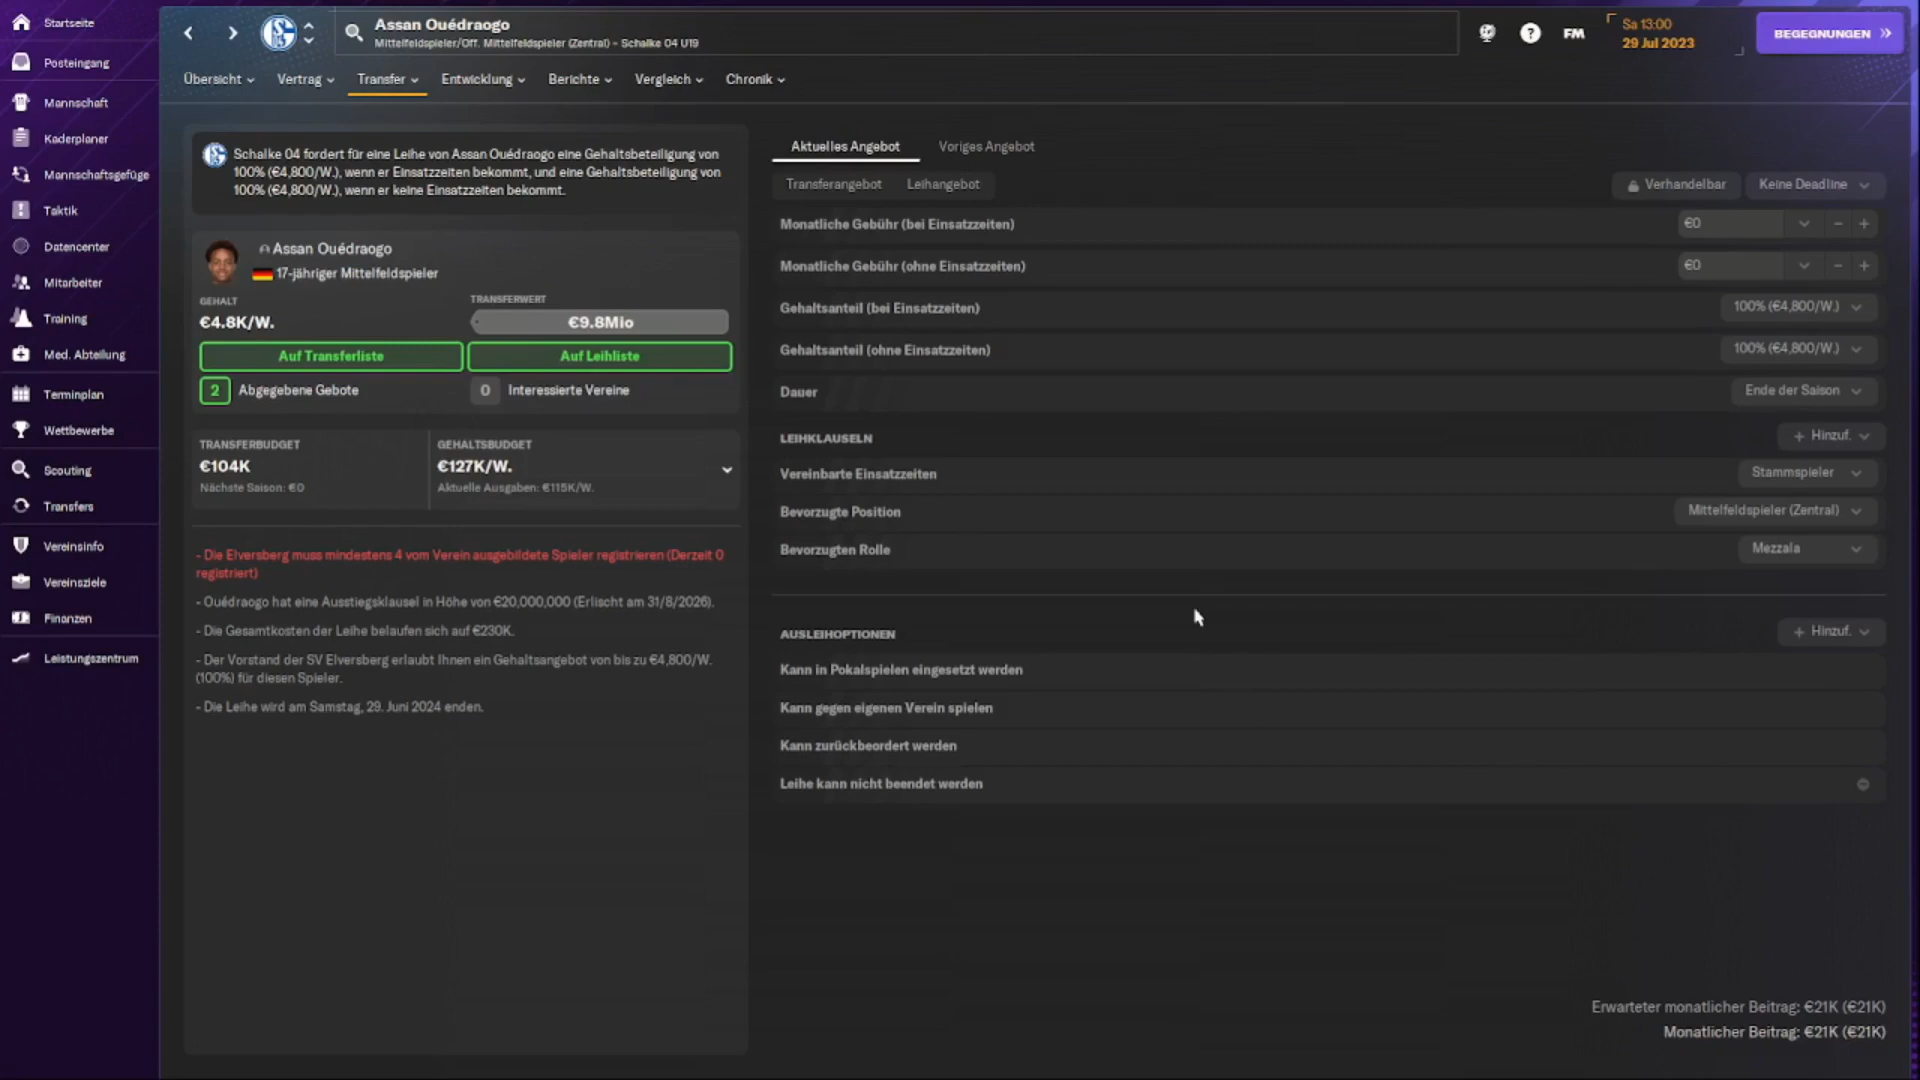 Startseite
Posteingang
Mannschaft
Kaderplaner
Mannschaftsgefüge
Taktik
Datencenter
Mitarbeiter
Training
Med. Abteilung
Terminplan
Wettbewerbe
Scouting
Transfers
Vereinsinfo
Vereinsziele
Finanzen
Leistungszentrum
Assan Ouédraogo
Mittelfeldspieler/Off. Mittelfeldspieler (Zentral) - Schalke 04 U19
FM
Sa 13:00
29 Jul 2023
BEGEGNUNGEN
Übersicht
Vertrag
Transfer
Entwicklung
Berichte
Vergleich
Chronik
Schalke 04 fordert für eine Leihe von Assan Ouédraogo eine Gehaltsbeteiligung von
100% (€4,800/W.), wenn er Einsatzzeiten bekommt, und eine Gehaltsbeteiligung von
100% (€4,800/W.), wenn er keine Einsatzzeiten bekommt.
Assan Ouédraogo
17-jähriger Mittelfeldspieler
GEHALT
TRANSFERWERT
€4.8K/W.
€9.8Mio
Auf Transferliste
Auf Leihliste
2 Abgegebene Gebote
0 Interessierte Vereine
TRANSFERBUDGET
GEHALTSBUDGET
€104K
€127K/W.
Nächste Saison: €0
Aktuelle Ausgaben: €115K/W.
- Die Elversberg muss mindestens 4 vom Verein ausgebildete Spieler registrieren (Derzeit 0
registriert)
- Ouédraogo hat eine Ausstiegsklausel in Höhe von €20,000,000 (Erlischt am 31/8/2026).
- Die Gesamtkosten der Leihe belaufen sich auf €230K.
- Der Vorstand der SV Elversberg erlaubt Ihnen ein Gehaltsangebot von bis zu €4,800/W.
(100%) für diesen Spieler.
- Die Leihe wird am Samstag, 29. Juni 2024 enden.
Aktuelles Angebot
Voriges Angebot
Transferangebot
Leihangebot
Verhandelbar
Keine Deadline
Monatliche Gebühr (bei Einsatzzeiten)
€0
Monatliche Gebühr (ohne Einsatzzeiten)
€0
Gehaltsanteil (bei Einsatzzeiten)
100% (€4,800/W.)
Gehaltsanteil (ohne Einsatzzeiten)
100% (€4,800/W.)
Dauer
Ende der Saison
LEIHKLAUSELN
+ Hinzuf.
Vereinbarte Einsatzzeiten
Stammspieler
Bevorzugte Position
Mittelfeldspieler (Zentral)
Bevorzugten Rolle
Mezzala
AUSLEIHOPTIONEN
+ Hinzuf.
Kann in Pokalspielen eingesetzt werden
Kann gegen eigenen Verein spielen
Kann zurückbeordert werden
Leihe kann nicht beendet werden
Erwarteter monatlicher Beitrag: €21K (€21K)
Monatlicher Beitrag: €21K (€21K)